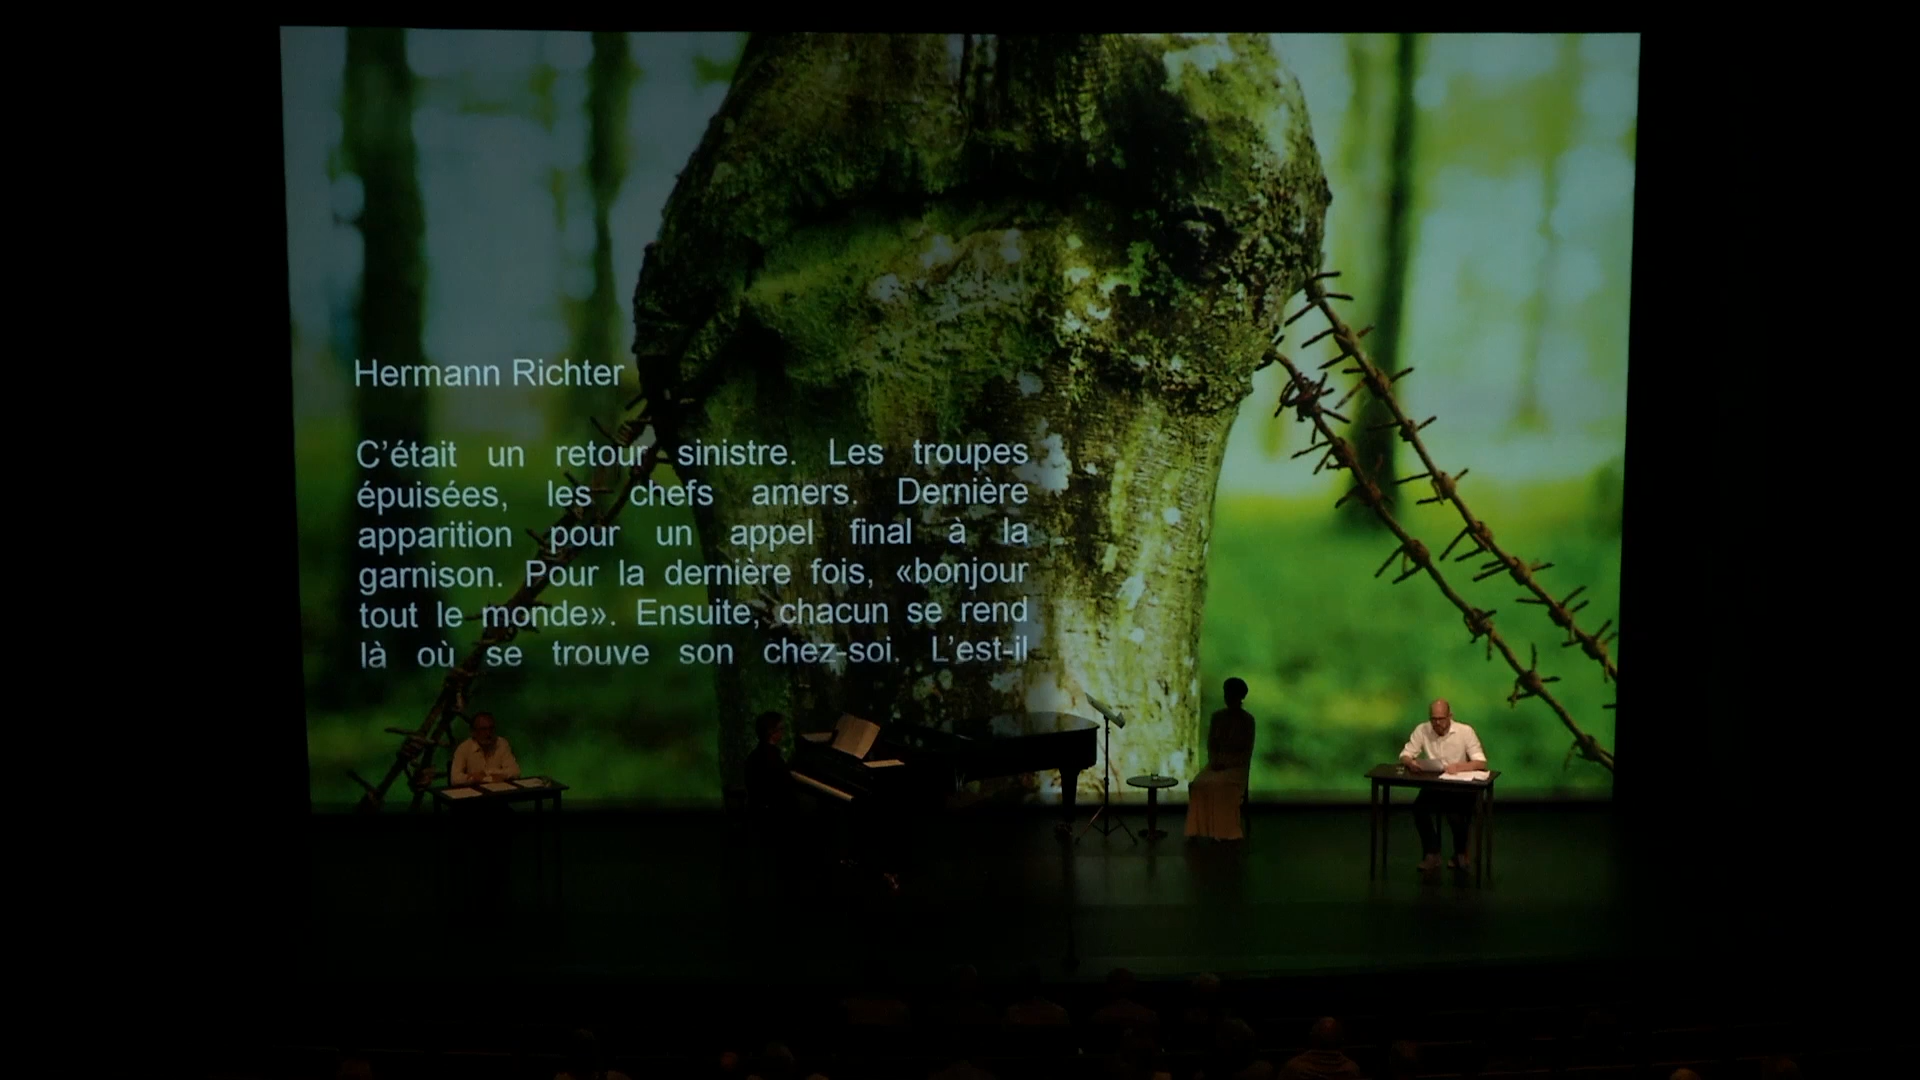 Hermann Richter
C'était un retour sinistre. Les troupes
épuisées, les chefs amers. Dernière
apparition pour un appel final à la
garnison. Pour la dernière fois, «bonjour
tout le monde». Ensuite, chacun se rend
là où se trouve son chez-soi. L'est-il